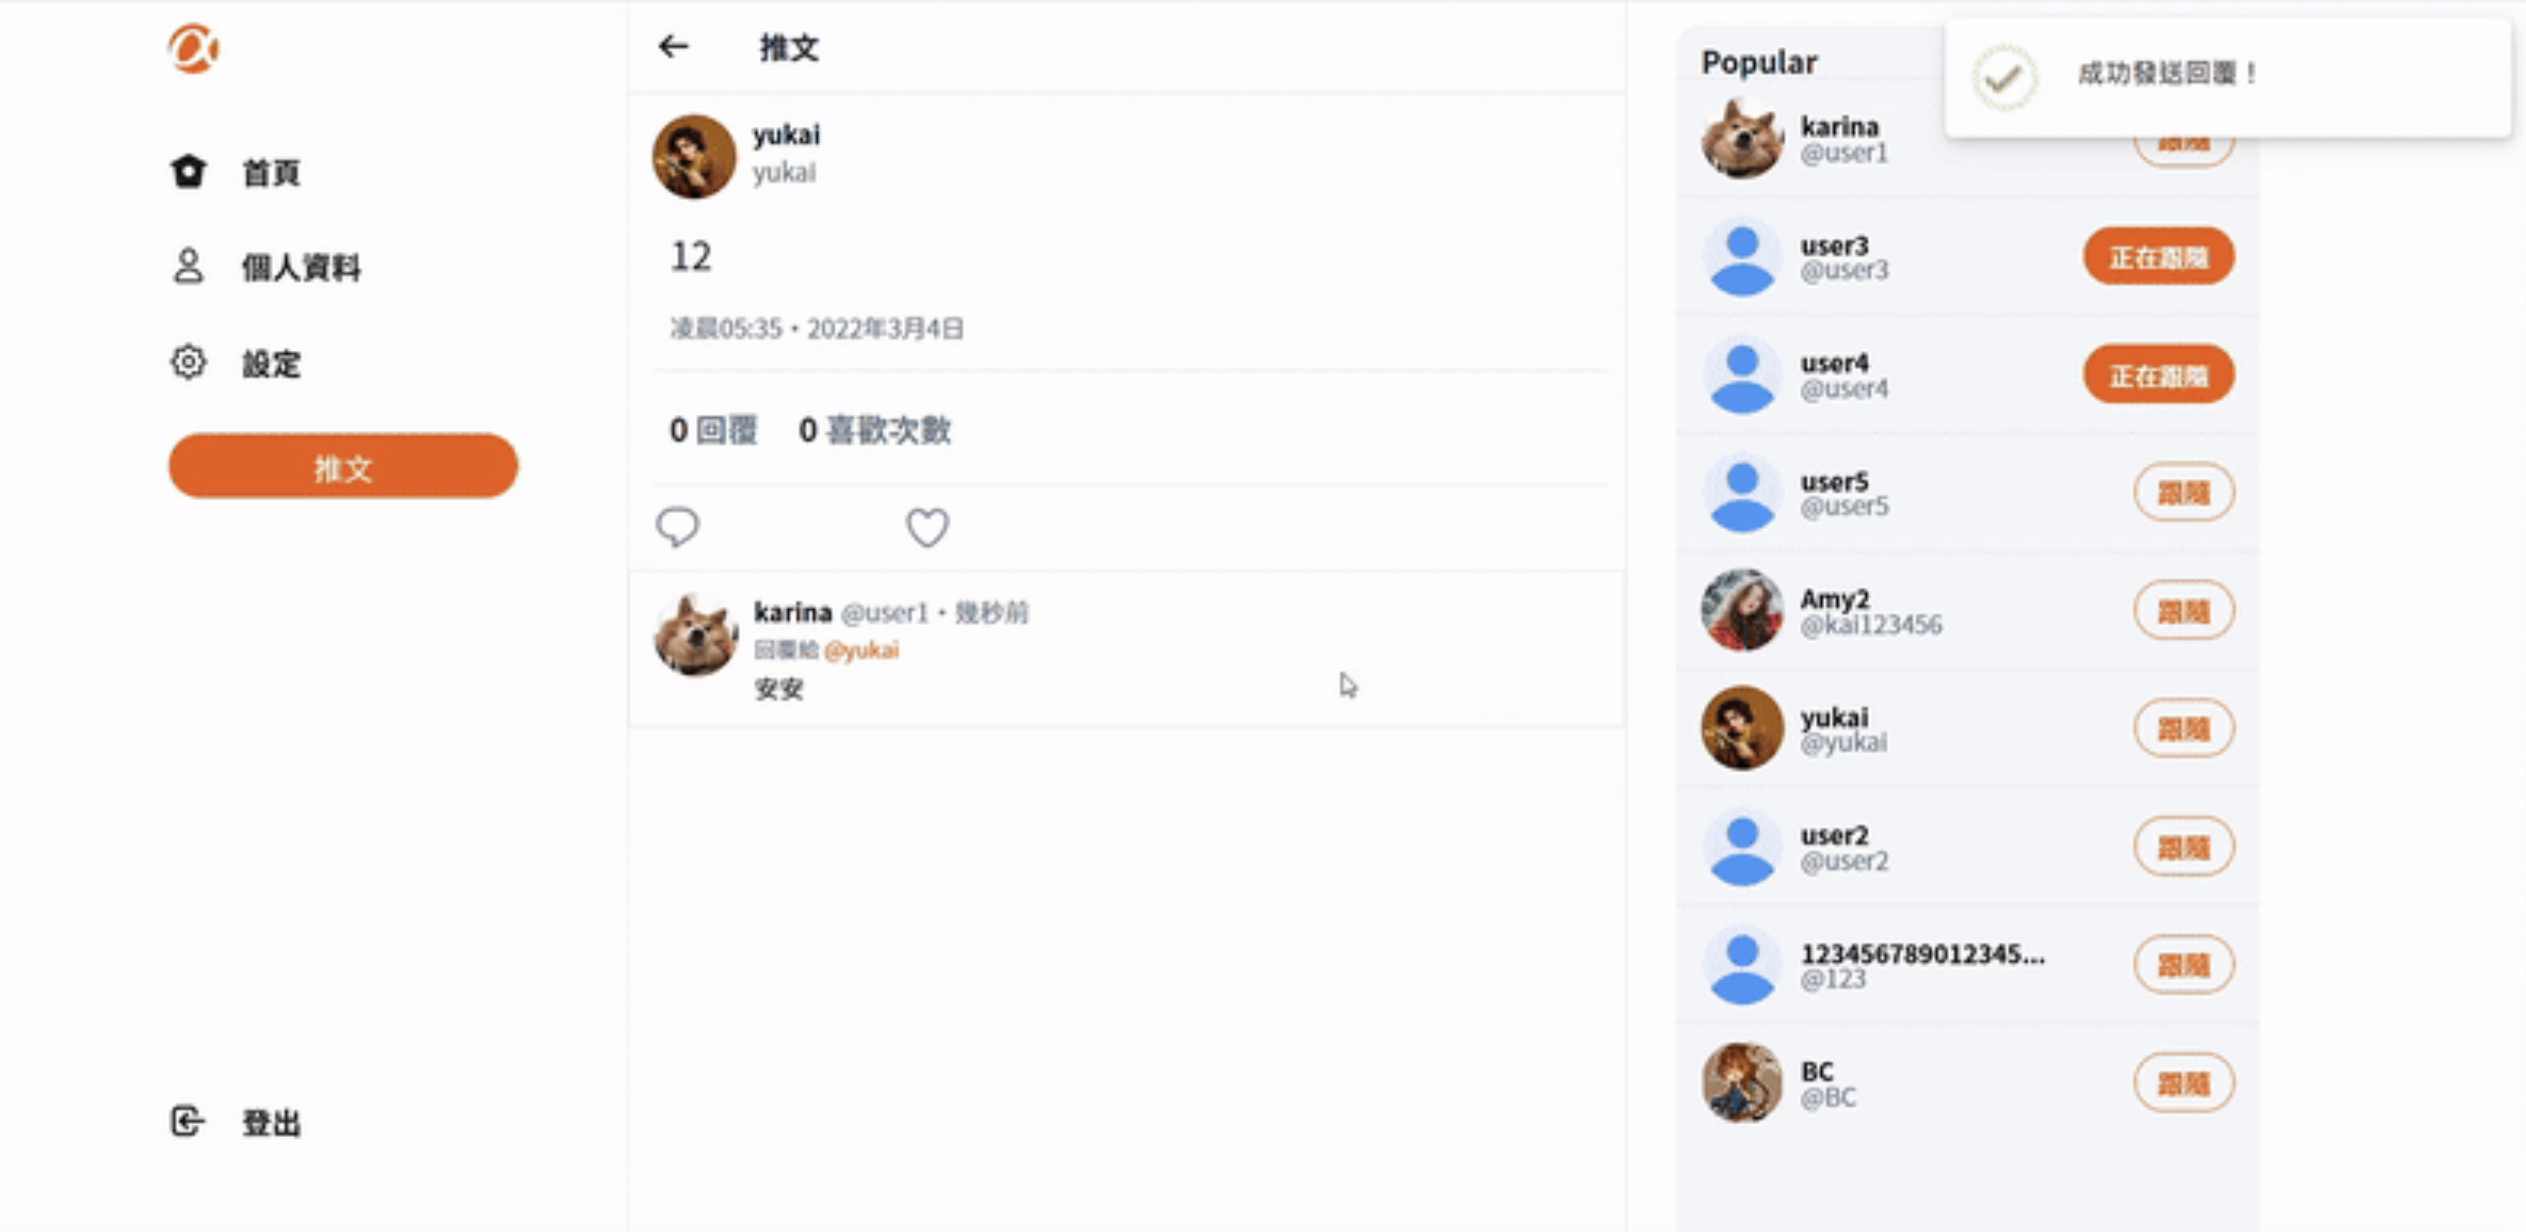 首頁
個人資料
設定
推文
登出
推文
yukai
yukai
12
凌晨05:35・2022年3月4日
0 回覆 0 喜歡次數
karina @user1・幾秒前
回覆給 @yukai
安安
Popular
成功發送回覆！
karina
@user1
跟隨
user3
@user3
正在跟隨
user4
@user4
正在跟隨
user5
@user5
跟隨
Amy2
@kai123456
跟隨
yukai
@yukai
跟隨
user2
@user2
跟隨
123456789012345...
@123
跟隨
BC
@BC
跟隨